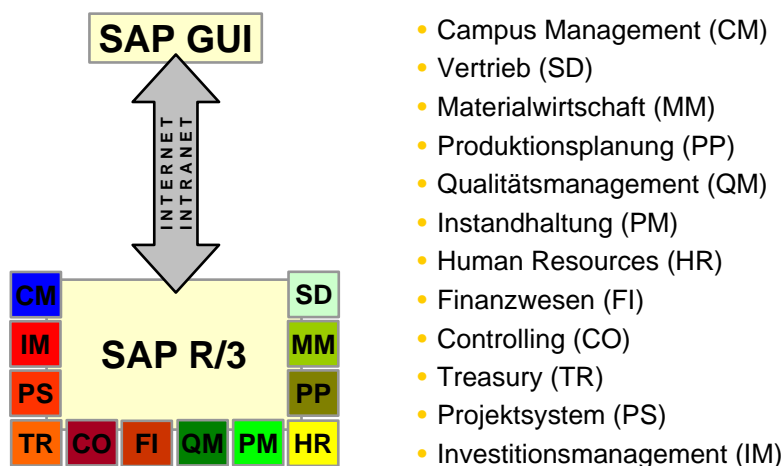 SAP GUI
INTERNET
INTRANET
CM
SD
IM
SAP R/3
MM
PS
PP
TR
CO
FI
QM
PM
HR
• Campus Management (CM)
• Vertrieb (SD)
• Materialwirtschaft (MM)
• Produktionsplanung (PP)
• Qualitätsmanagement (QM)
• Instandhaltung (PM)
• Human Resources (HR)
• Finanzwesen (FI)
• Controlling (CO)
• Treasury (TR)
• Projektsystem (PS)
• Investitionsmanagement (IM)